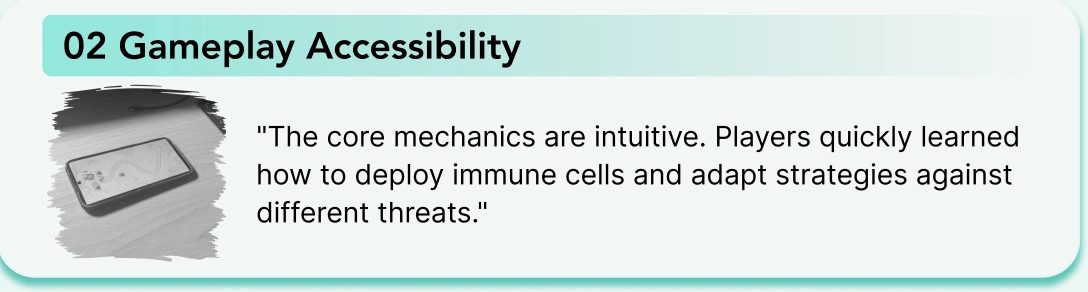 02 Gameplay Accessibility
"The core mechanics are intuitive. Players quickly learned
how to deploy immune cells and adapt strategies against
different threats."